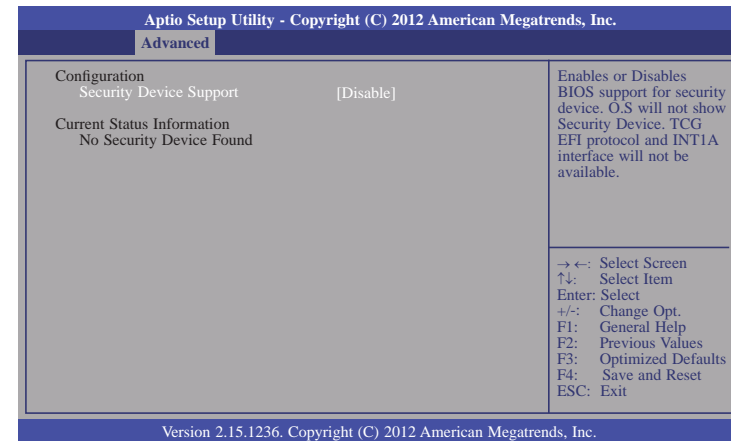 Aptio Setup Utility - Copyright (C) 2012 American Megatrends, Inc.
Advanced
Configuration
Security Device Support [Disable]
Current Status Information
No Security Device Found
Enables or Disables
BIOS support for security
device. O.S will not show
Security Device. TCG
EFI protocol and INT1A
interface will not be
available.
→←: Select Screen
↑↓: Select Item
Enter: Select
+/-: Change Opt.
F1: General Help
F2: Previous Values
F3: Optimized Defaults
F4: Save and Reset
ESC: Exit
Version 2.15.1236. Copyright (C) 2012 American Megatrends, Inc.